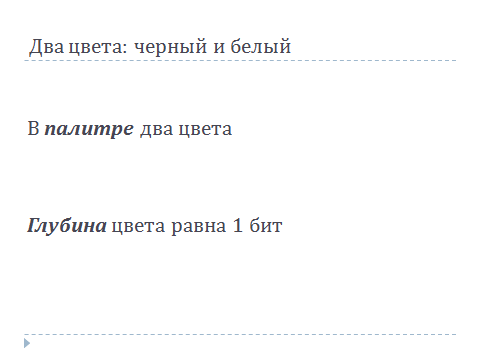 Два цвета: черный и белый
В палитре два цвета
Глубина цвета равна 1 бит